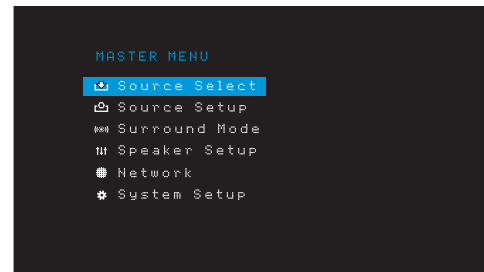 MASTER MENU
Source Select
Source Setup
Surround Mode
Speaker Setup
Network
System Setup